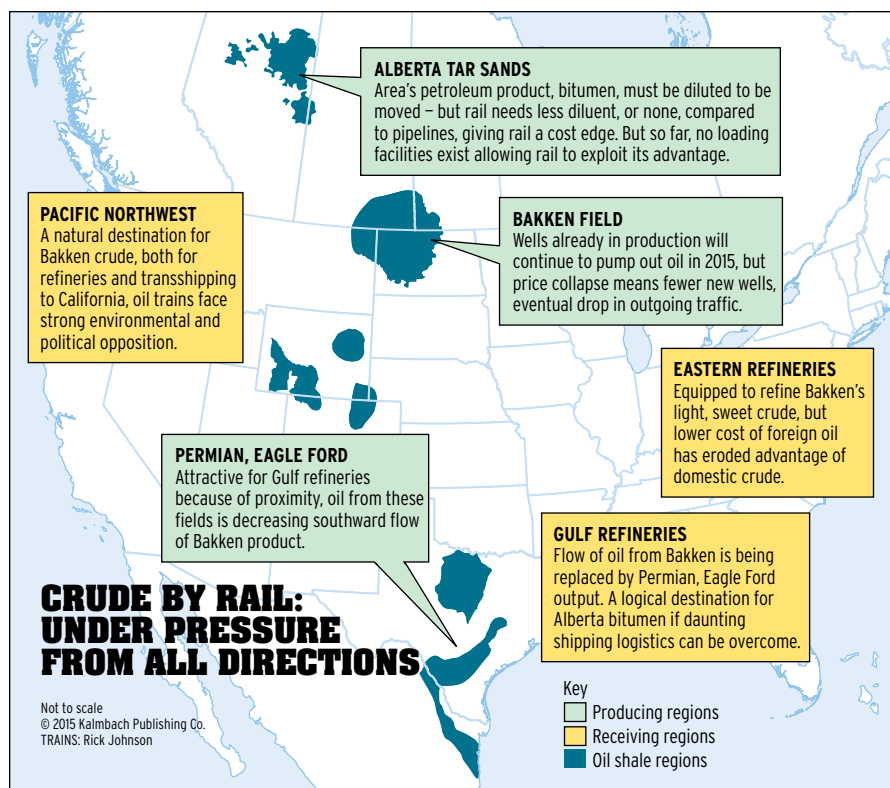 ALBERTA TAR SANDS
Area's petroleum product, bitumen, must be diluted to be
moved – but rail needs less diluent, or none, compared
to pipelines, giving rail a cost edge. But so far, no loading
facilities exist allowing rail to exploit its advantage.
PACIFIC NORTHWEST
A natural destination for
Bakken crude, both for
refineries and transshipping
to California, oil trains face
strong environmental and
political opposition.
BAKKEN FIELD
Wells already in production will
continue to pump out oil in 2015, but
price collapse means fewer new wells,
eventual drop in outgoing traffic.
EASTERN REFINERIES
Equipped to refine Bakken's
light, sweet crude, but
lower cost of foreign oil
has eroded advantage of
domestic crude.
PERMIAN, EAGLE FORD
Attractive for Gulf refineries
because of proximity, oil from these
fields is decreasing southward flow
of Bakken product.
GULF REFINERIES
Flow of oil from Bakken is being
replaced by Permian, Eagle Ford
output. A logical destination for
Alberta bitumen if daunting
shipping logistics can be overcome.
CRUDE BY RAIL:
UNDER PRESSURE
FROM ALL DIRECTIONS
Not to scale
© 2015 Kalmbach Publishing Co.
TRAINS: Rick Johnson
Key
Producing regions
Receiving regions
Oil shale regions